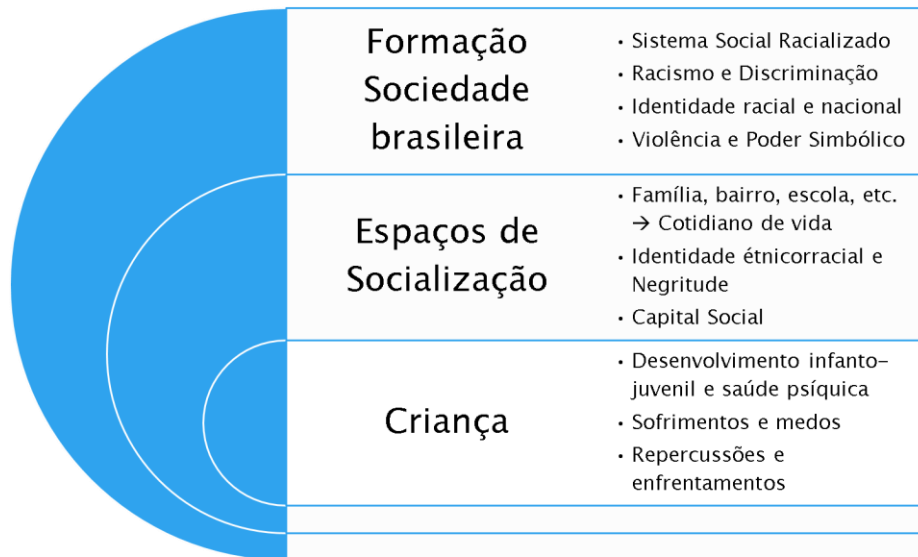 Formação
Sociedade
brasileira
• Sistema Social Racializado
• Racismo e Discriminação
• Identidade racial e nacional
• Violência e Poder Simbólico
Espaços de
Socialização
• Família, bairro, escola, etc.
→ Cotidiano de vida
• Identidade étnicorracial e
Negritude
• Capital Social
Criança
• Desenvolvimento infanto-
juvenil e saúde psíquica
• Sofrimentos e medos
• Repercussões e
enfrentamentos